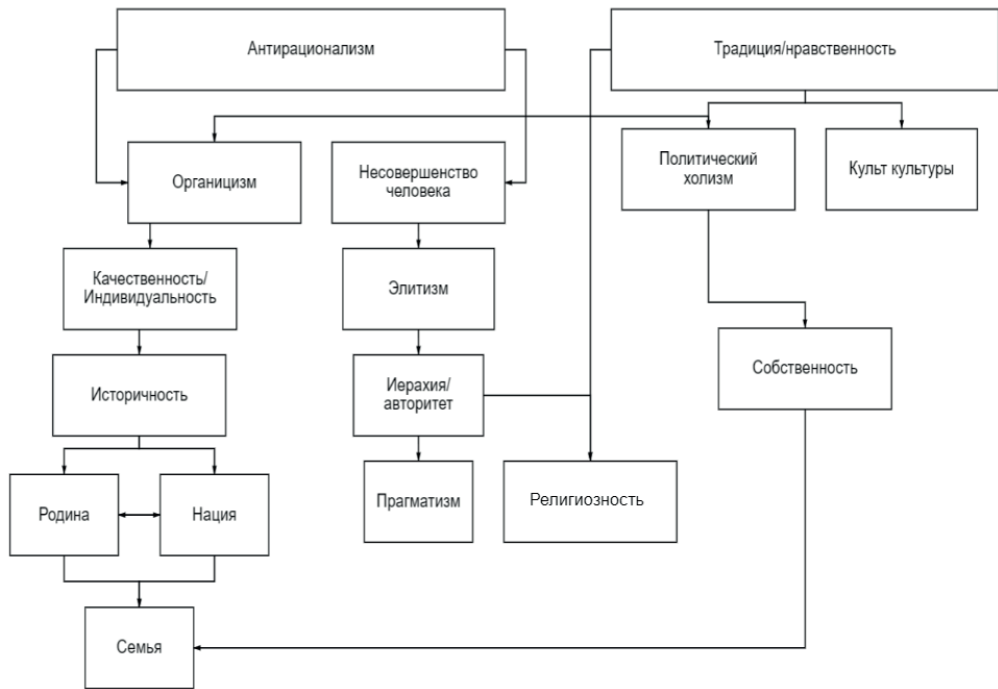 Антирационализм
Традиция/нравственность
Органицизм
Несовершенство
человека
Политический
холизм
Культ культуры
Качественность/
Индивидуальность
Элитизм
Историчность
Иерахия/
авторитет
Собственность
Родина
Нация
Прагматизм
Религиозность
Семья